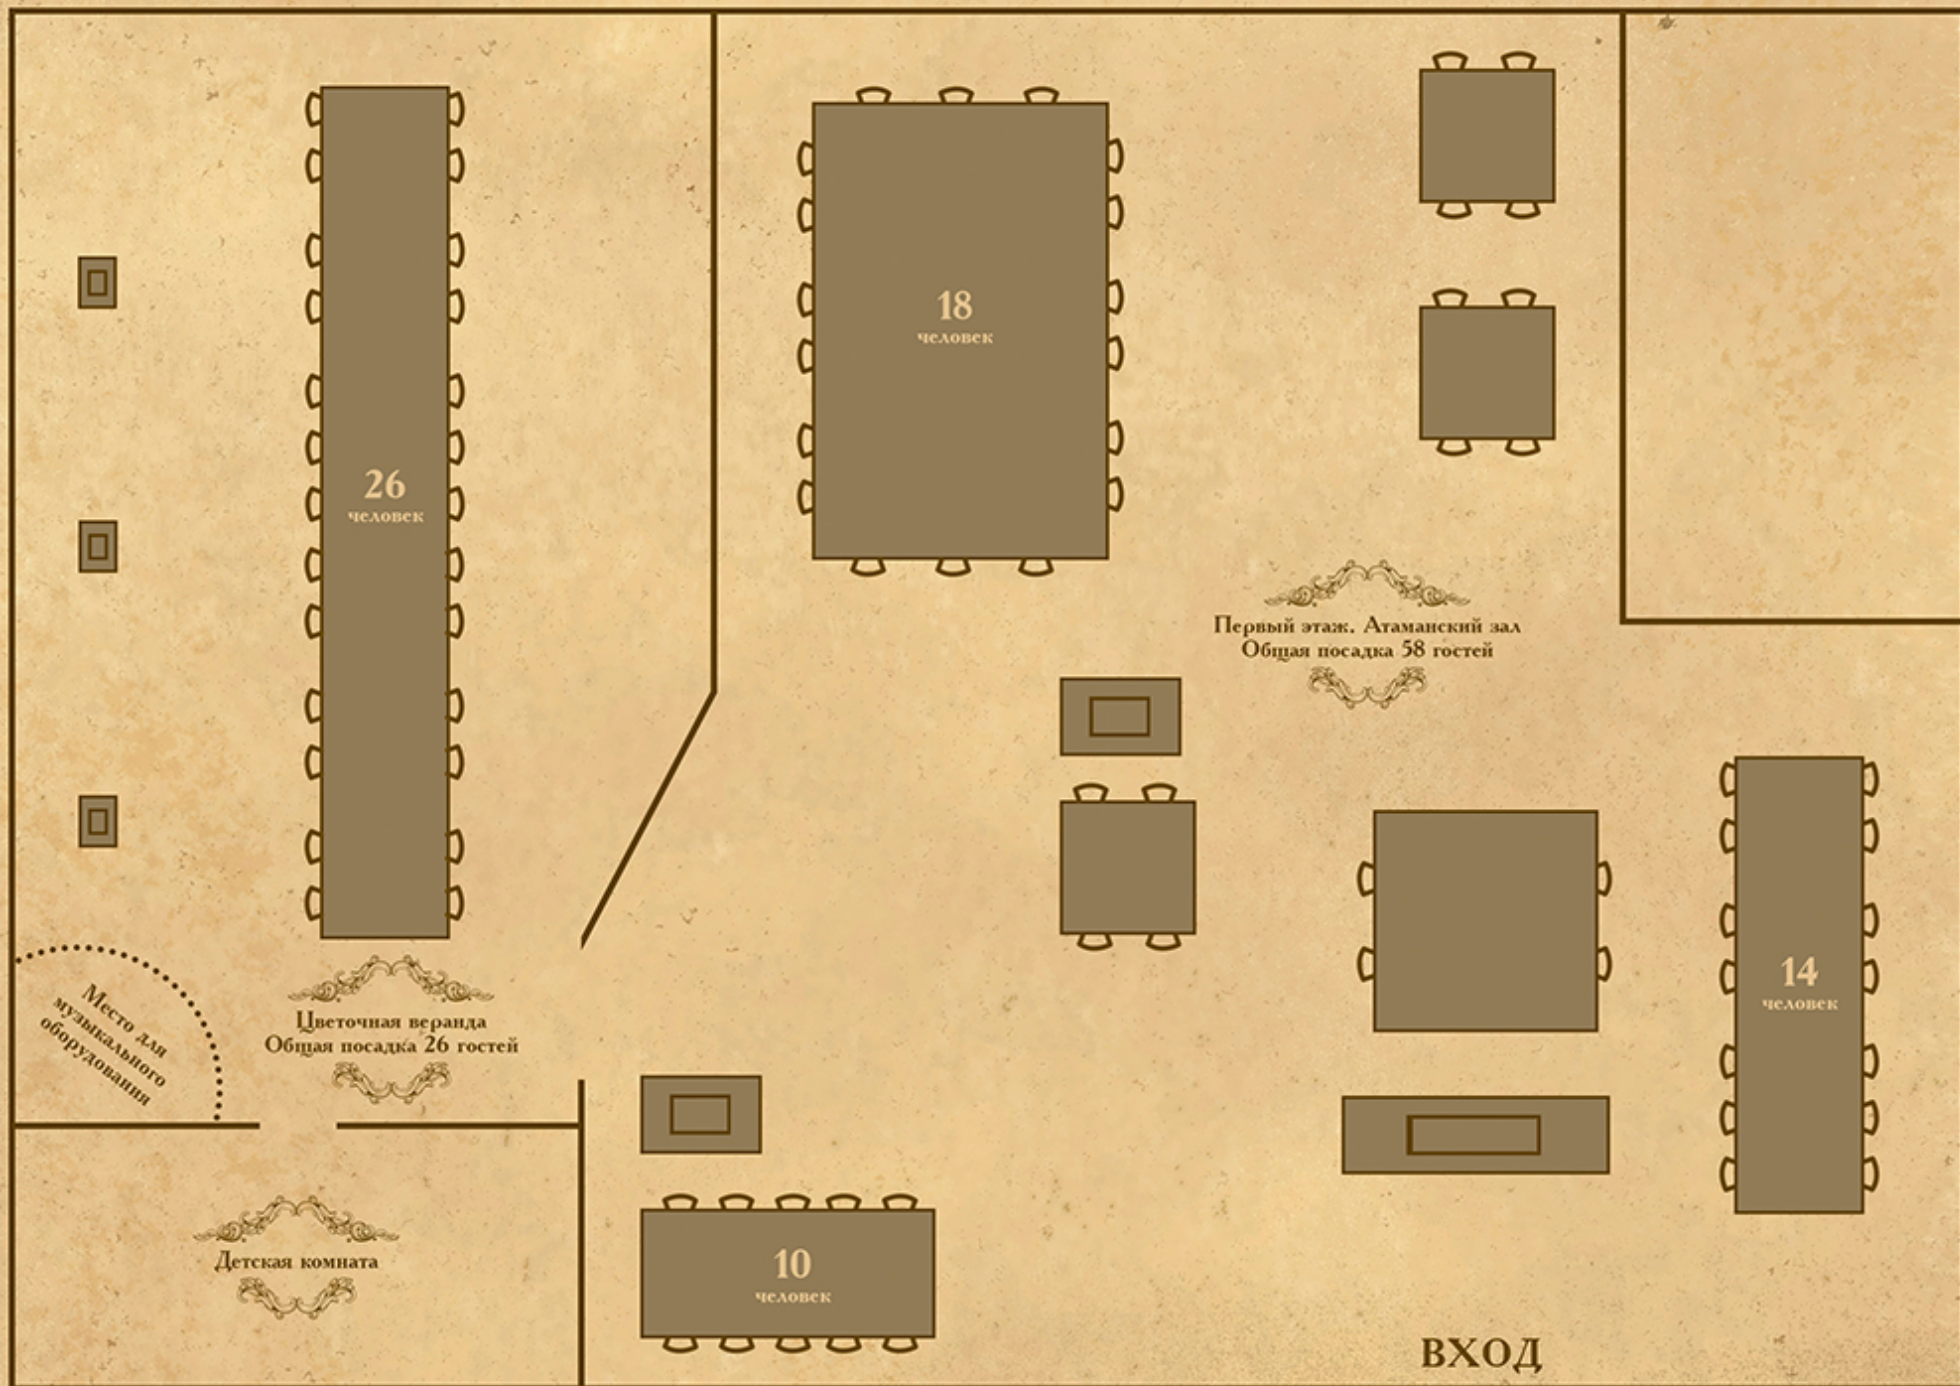 18
человек
26
человек
Первый этаж. Атаманский зал
Общая посадка 58 гостей
14
человек
Место для
музыкального
оборудования
Цветочная веранда
Общая посадка 26 гостей
Детская комната
10
человек
ВХОД